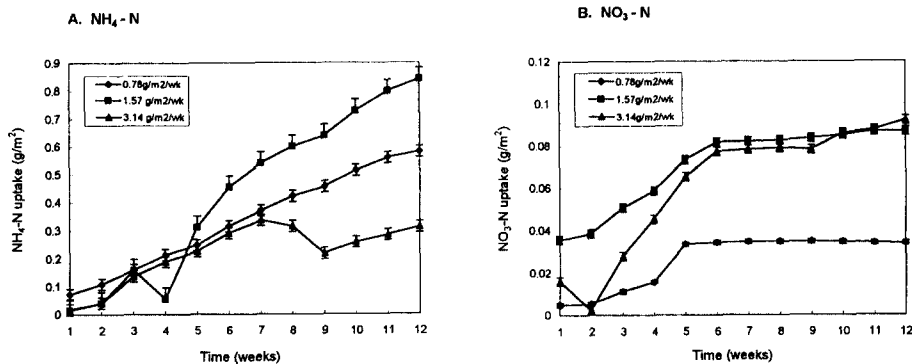 A. NH₄ - N
NH₄-N uptake (g/m²)
0.9
0.8
0.7
0.6
0.5
0.4
0.3
0.2
0.1
0
0.78g/m2/wk
1.57 g/m2/wk
3.14 g/m2/wk
1 2 3 4 5 6 7 8 9 10 11 12
Time (weeks)
B. NO₃ - N
NO₃-N uptake (g/m²)
0.12
0.1
0.08
0.06
0.04
0.02
0
0.78g/m2/wk
1.57g/m2/wk
3.14g/m2/wk
1 2 3 4 5 6 7 8 9 10 11 12
Time (weeks)